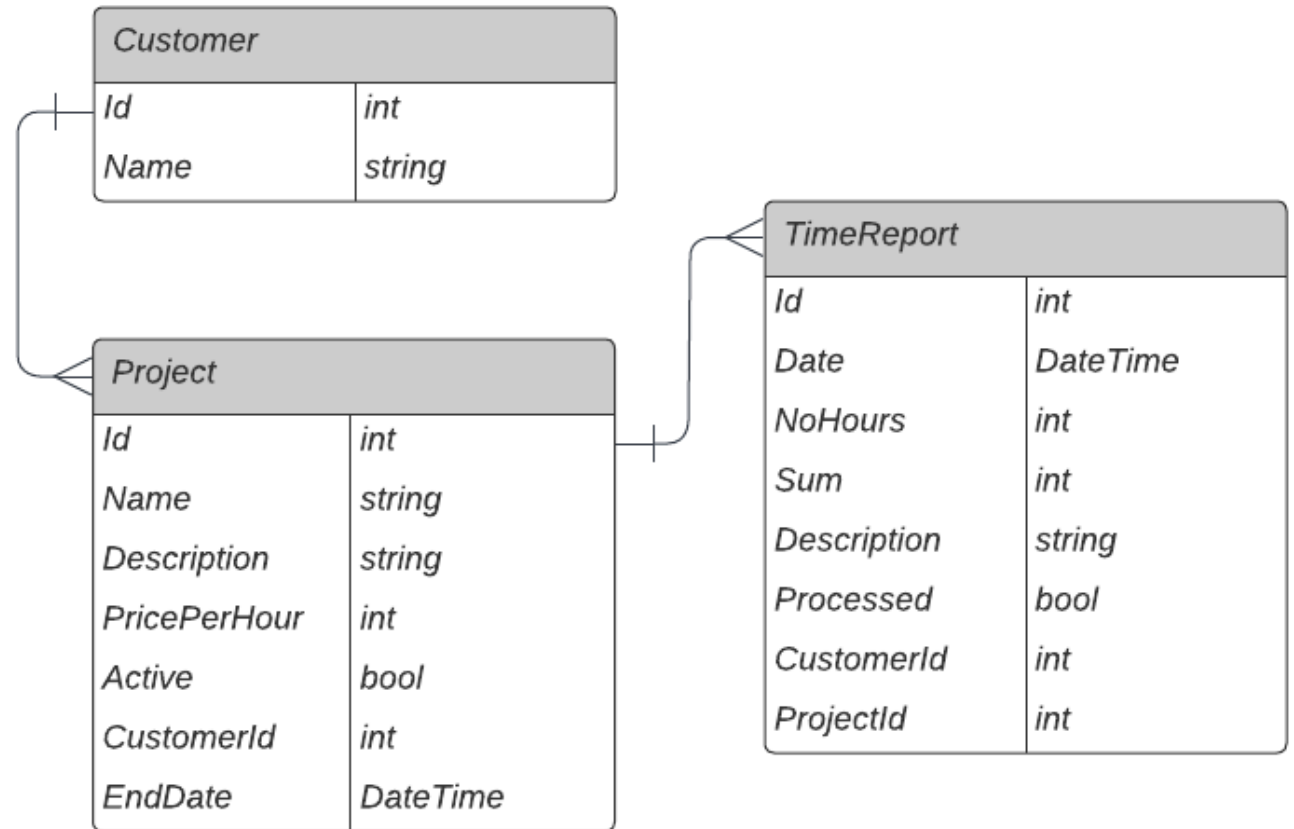 Customer
Id int
Name string
Project
Id int
Name string
Description string
PricePerHour int
Active bool
CustomerId int
EndDate DateTime
TimeReport
Id int
Date DateTime
NoHours int
Sum int
Description string
Processed bool
CustomerId int
ProjectId int